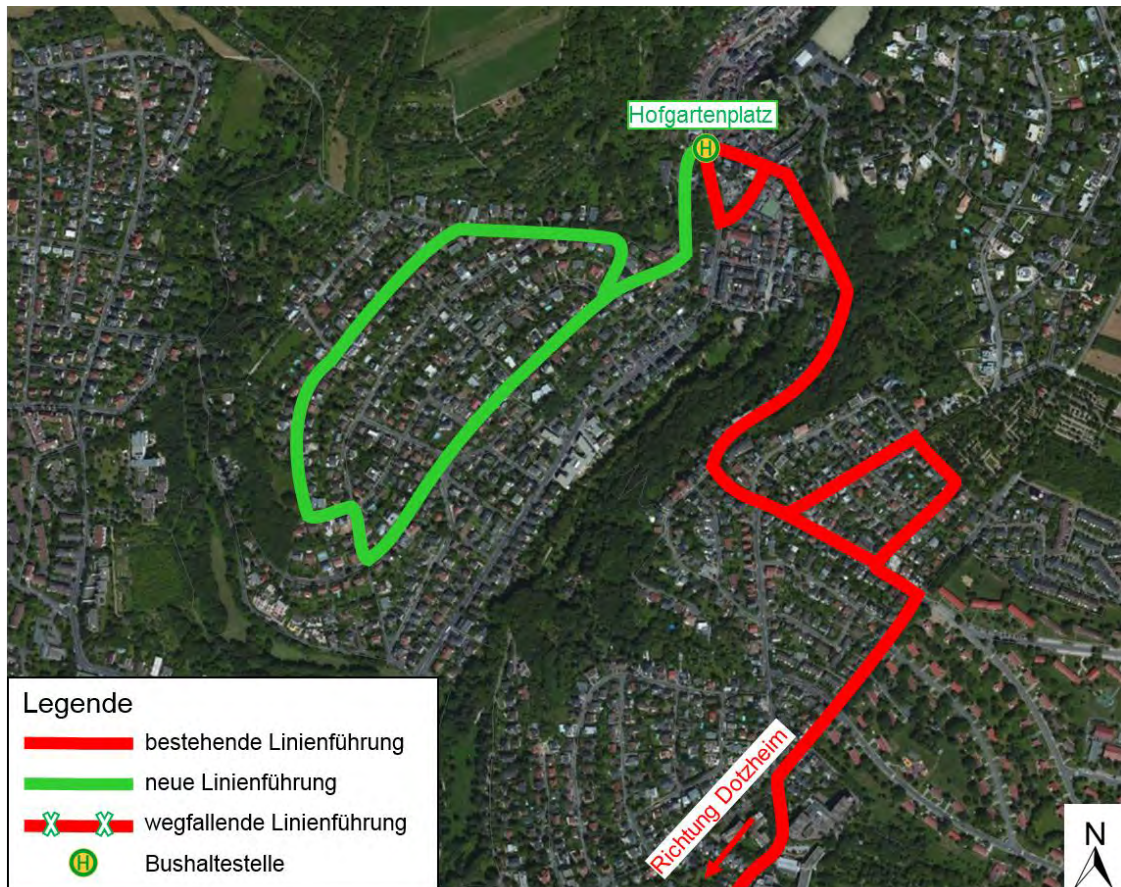 Hofgartenplatz
H
Richtung Dotzheim
Legende
bestehende Linienführung
neue Linienführung
wegfallende Linienführung
H Bushaltestelle
N